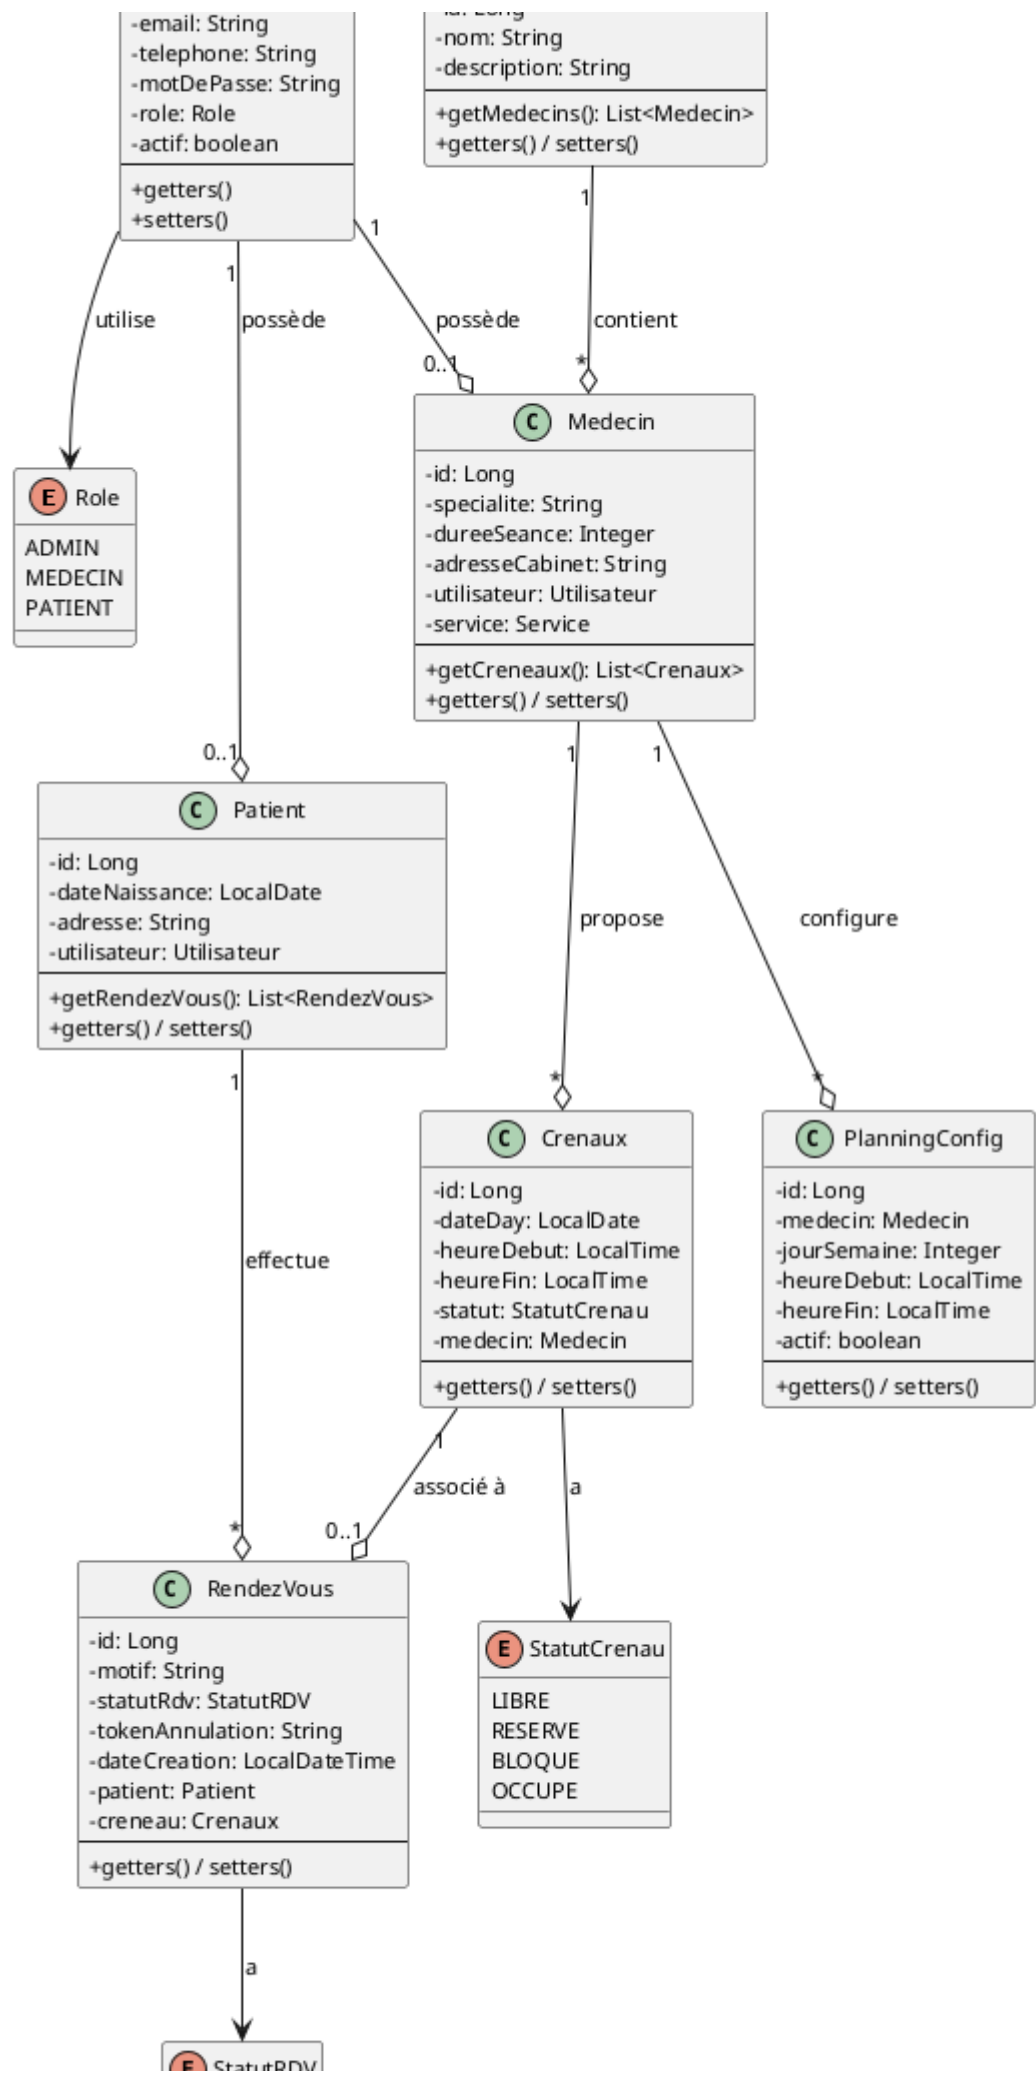 -email: String
-telephone: String
-motDePasse: String
-role: Role
-actif: boolean
+getters()
+setters()
-id: Long
-nom: String
-description: String
+getMedecins(): List<Medecin>
+getters() / setters()
1
1
1
utilise
possède
possède
contient
0..1
*
E Role
ADMIN
MEDECIN
PATIENT
C Medecin
-id: Long
-specialite: String
-dureeSeance: Integer
-adresseCabinet: String
-utilisateur: Utilisateur
-service: Service
+getCreneaux(): List<Crenaux>
+getters() / setters()
0..1
1
1
C Patient
-id: Long
-dateNaissance: LocalDate
-adresse: String
-utilisateur: Utilisateur
+getRendezVous(): List<RendezVous>
+getters() / setters()
propose
configure
1
*
*
C Crenaux
-id: Long
-dateDay: LocalDate
-heureDebut: LocalTime
-heureFin: LocalTime
-statut: StatutCrenau
-medecin: Medecin
+getters() / setters()
C PlanningConfig
-id: Long
-medecin: Medecin
-jourSemaine: Integer
-heureDebut: LocalTime
-heureFin: LocalTime
-actif: boolean
+getters() / setters()
effectue
1
associé à
a
*
0..1
C RendezVous
-id: Long
-motif: String
-statutRdv: StatutRDV
-tokenAnnulation: String
-dateCreation: LocalDateTime
-patient: Patient
-creneau: Crenaux
+getters() / setters()
E StatutCrenau
LIBRE
RESERVE
BLOQUE
OCCUPE
a
E StatutRDV